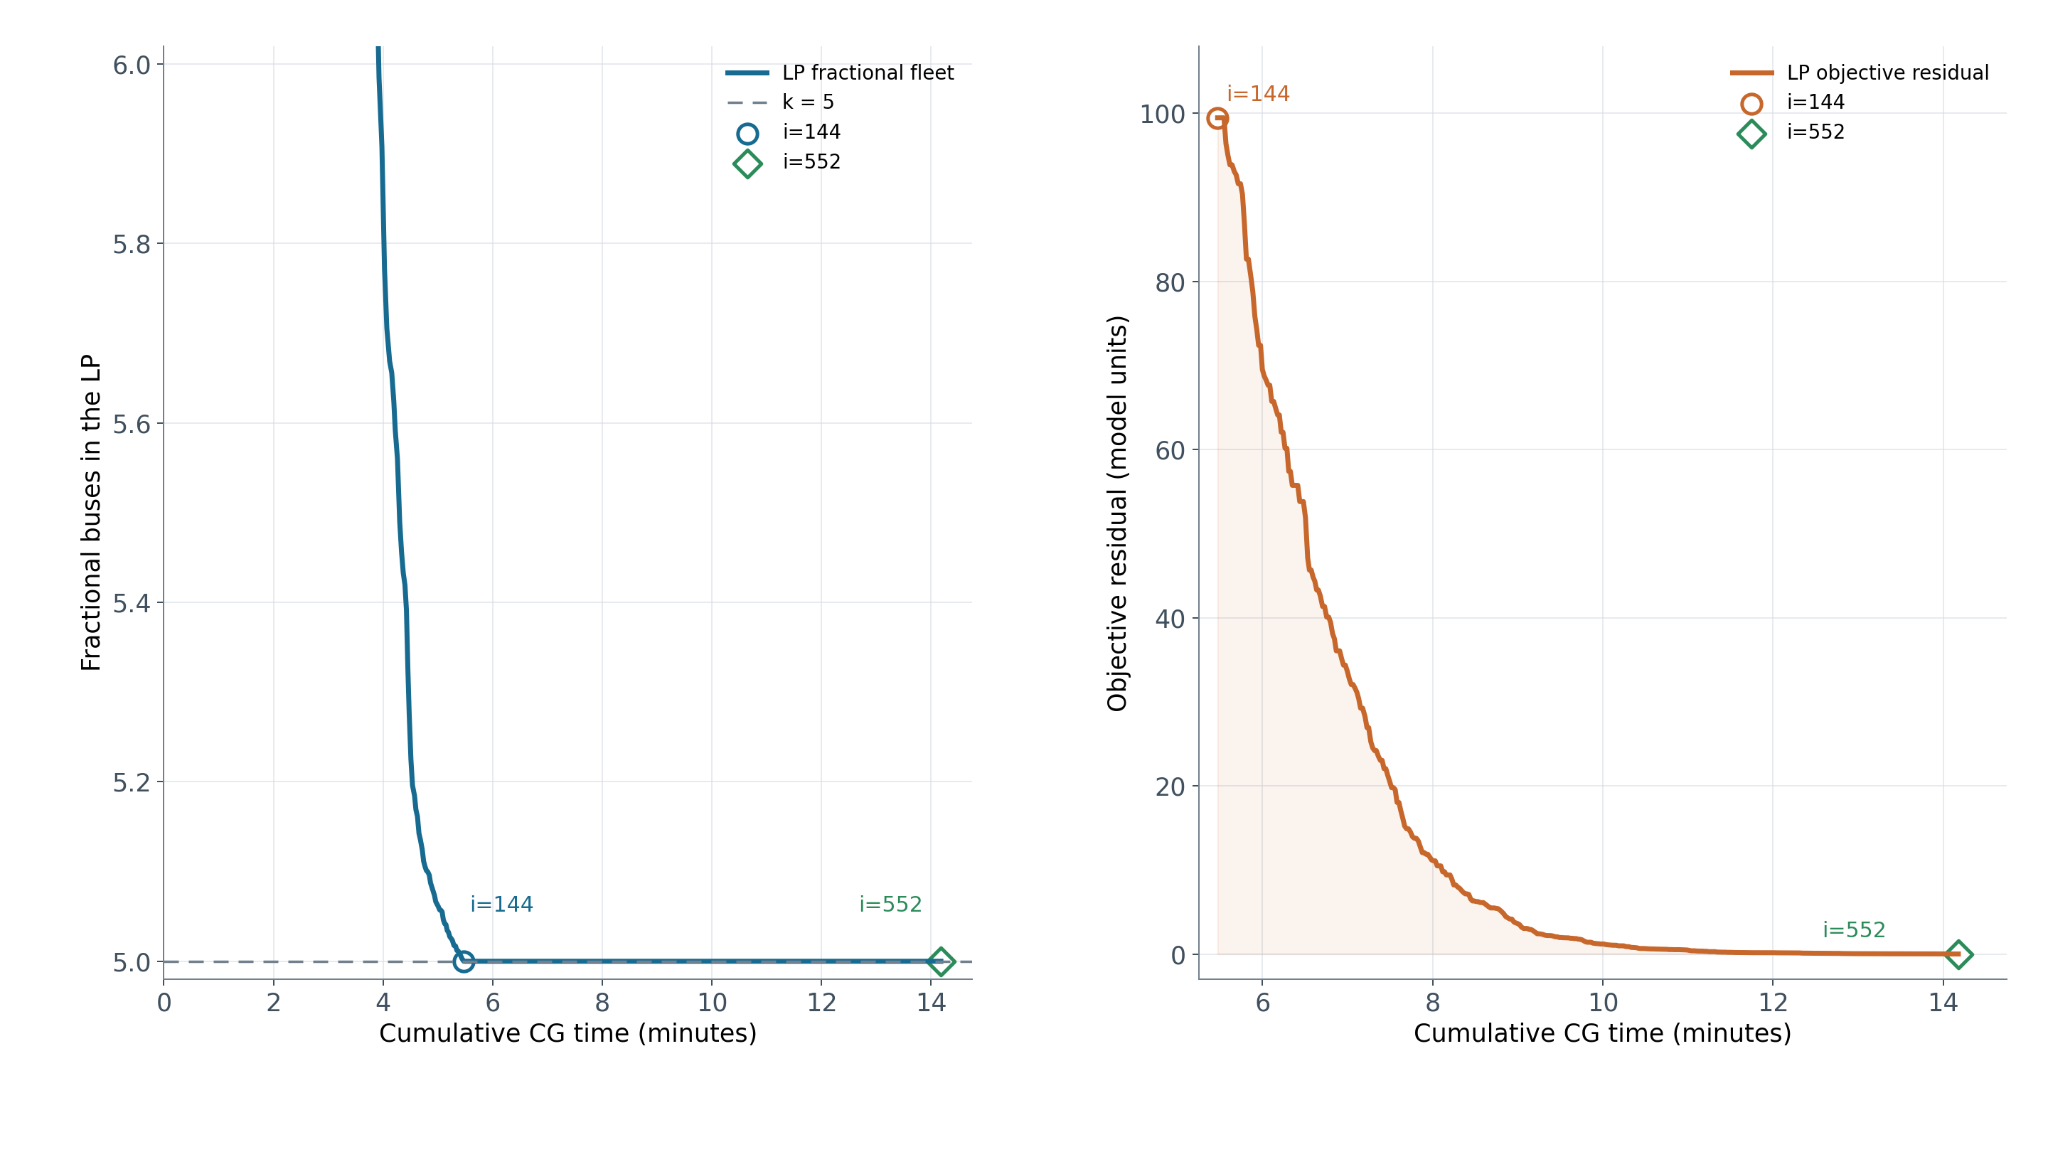 LP fractional fleet
k = 5
i=144
i=552
6.0
5.8
5.6
5.4
5.2
5.0
Fractional buses in the LP
i=144
i=552
0 2 4 6 8 10 12 14
Cumulative CG time (minutes)
i=144
LP objective residual
i=144
i=552
100
80
60
40
20
0
Objective residual (model units)
i=552
6 8 10 12 14
Cumulative CG time (minutes)